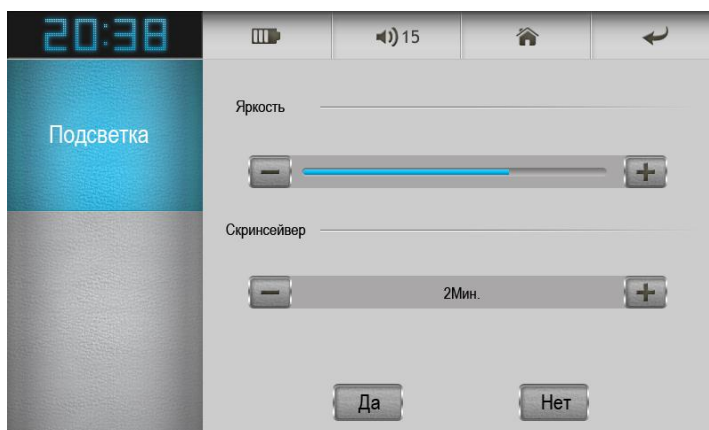 20:38
15
Подсветка
Яркость
Скринсейвер
2Мин.
Да
Нет